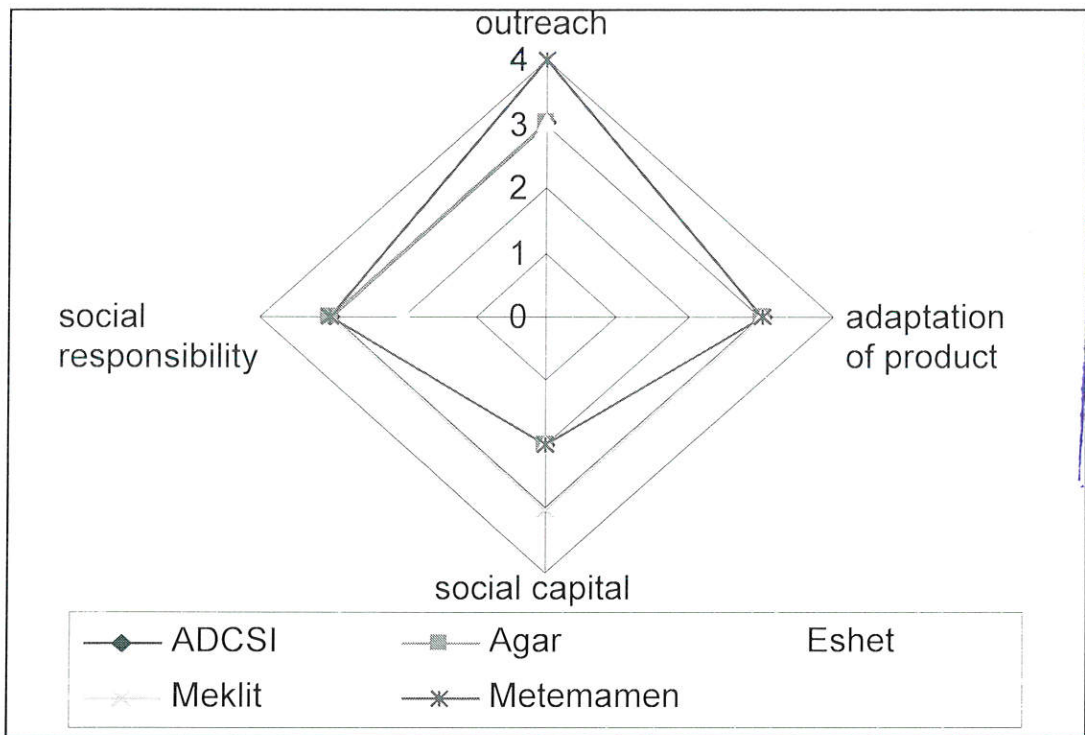 outreach
4
3
2
1
0
social
responsibility
adaptation
of product
social capital
ADCSI
Agar
Eshet
Meklit
Metemamen